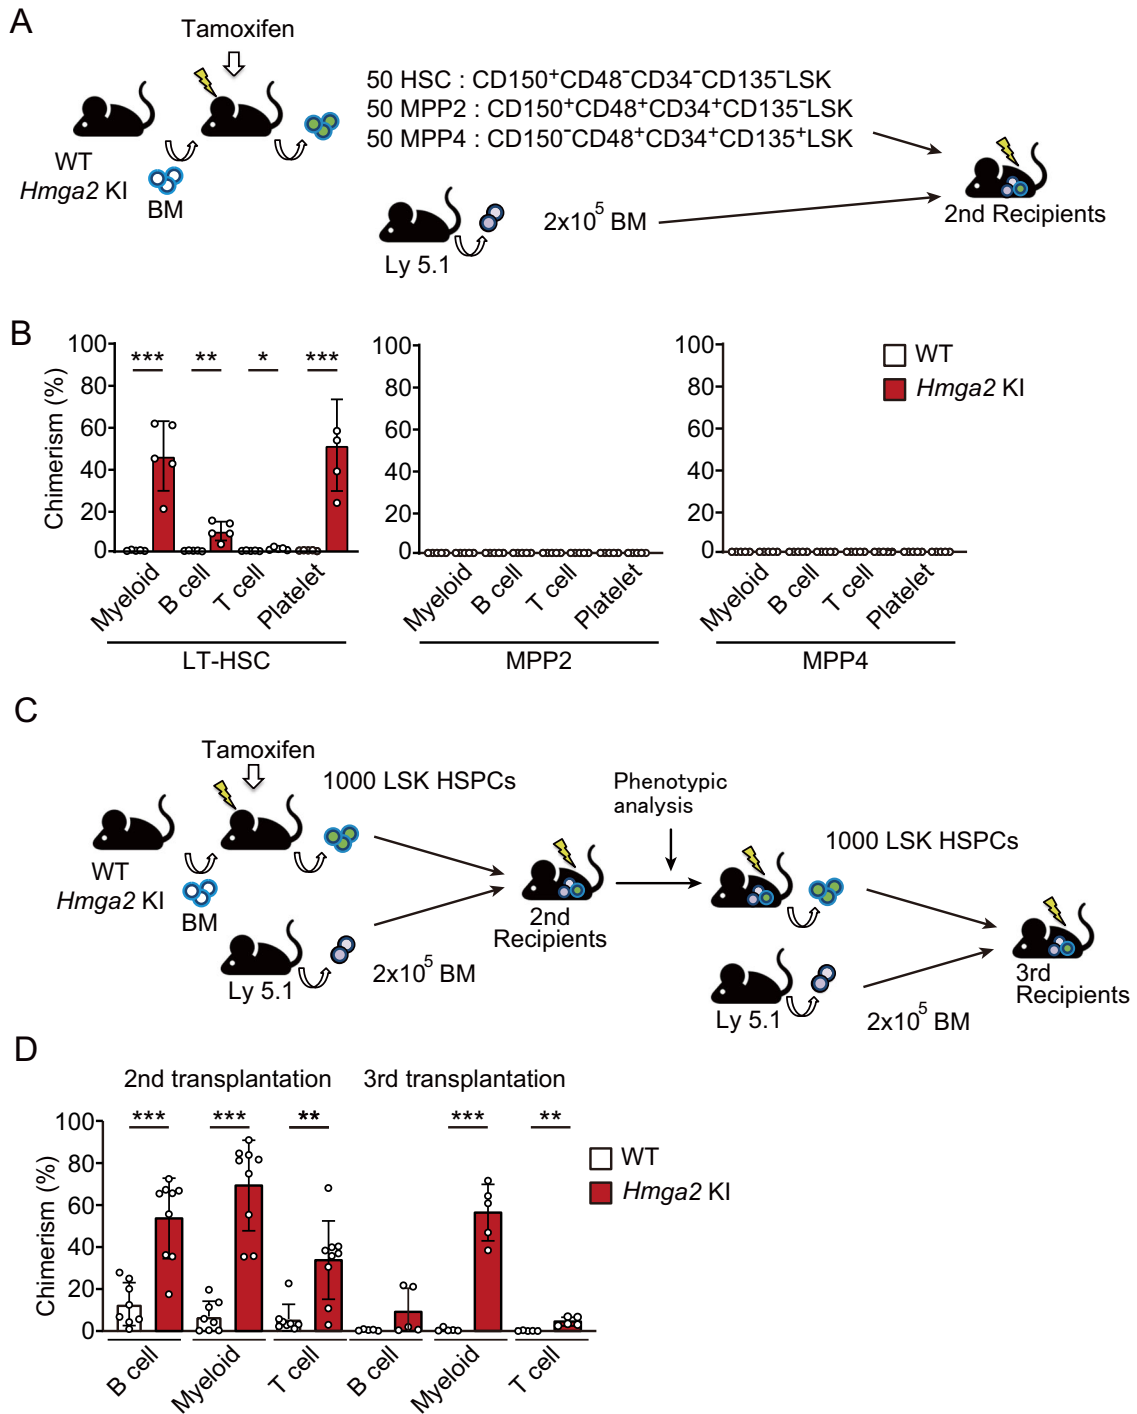 A
Tamoxifen
50 HSC : CD150⁺CD48⁻CD34⁻CD135⁻LSK
50 MPP2 : CD150⁺CD48⁺CD34⁺CD135⁻LSK
50 MPP4 : CD150⁻CD48⁺CD34⁺CD135⁺LSK
WT
Hmga2 KI
BM
Ly 5.1
2x10⁵ BM
2nd Recipients
B
Chimerism (%)
100
80
60
40
20
0
***
**
*
***
Myeloid
B cell
T cell
Platelet
LT-HSC
100
80
60
40
20
0
Myeloid
B cell
T cell
Platelet
MPP2
100
80
60
40
20
0
Myeloid
B cell
T cell
Platelet
MPP4
WT
Hmga2 KI
C
Tamoxifen
1000 LSK HSPCs
WT
Hmga2 KI
BM
Ly 5.1
2x10⁵ BM
2nd
Recipients
Phenotypic
analysis
1000 LSK HSPCs
Ly 5.1
2x10⁵ BM
3rd
Recipients
D
2nd transplantation
3rd transplantation
Chimerism (%)
100
80
60
40
20
0
***
***
**
***
**
B cell
Myeloid
T cell
B cell
Myeloid
T cell
WT
Hmga2 KI